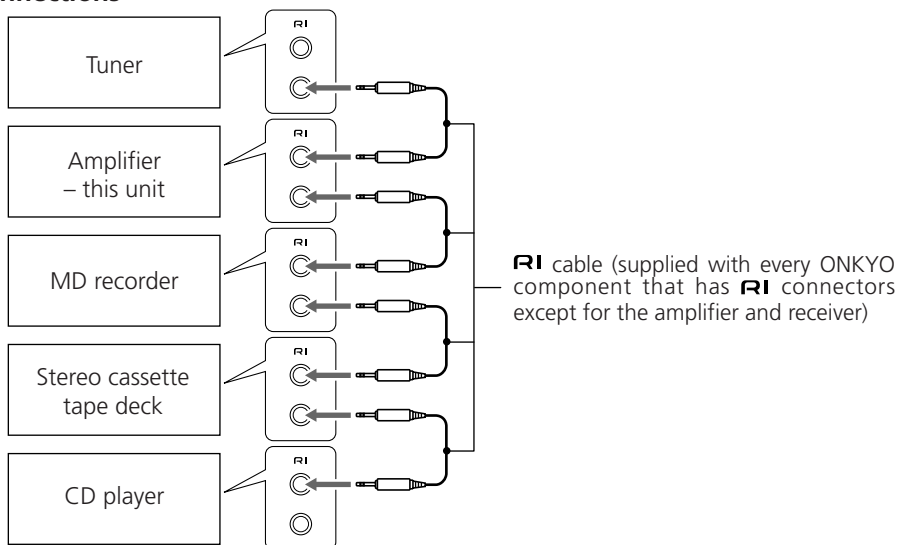 Tuner
RI
Amplifier
– this unit
RI
MD recorder
RI
Stereo cassette
tape deck
RI
CD player
RI
RI cable (supplied with every ONKYO
component that has RI connectors
except for the amplifier and receiver)